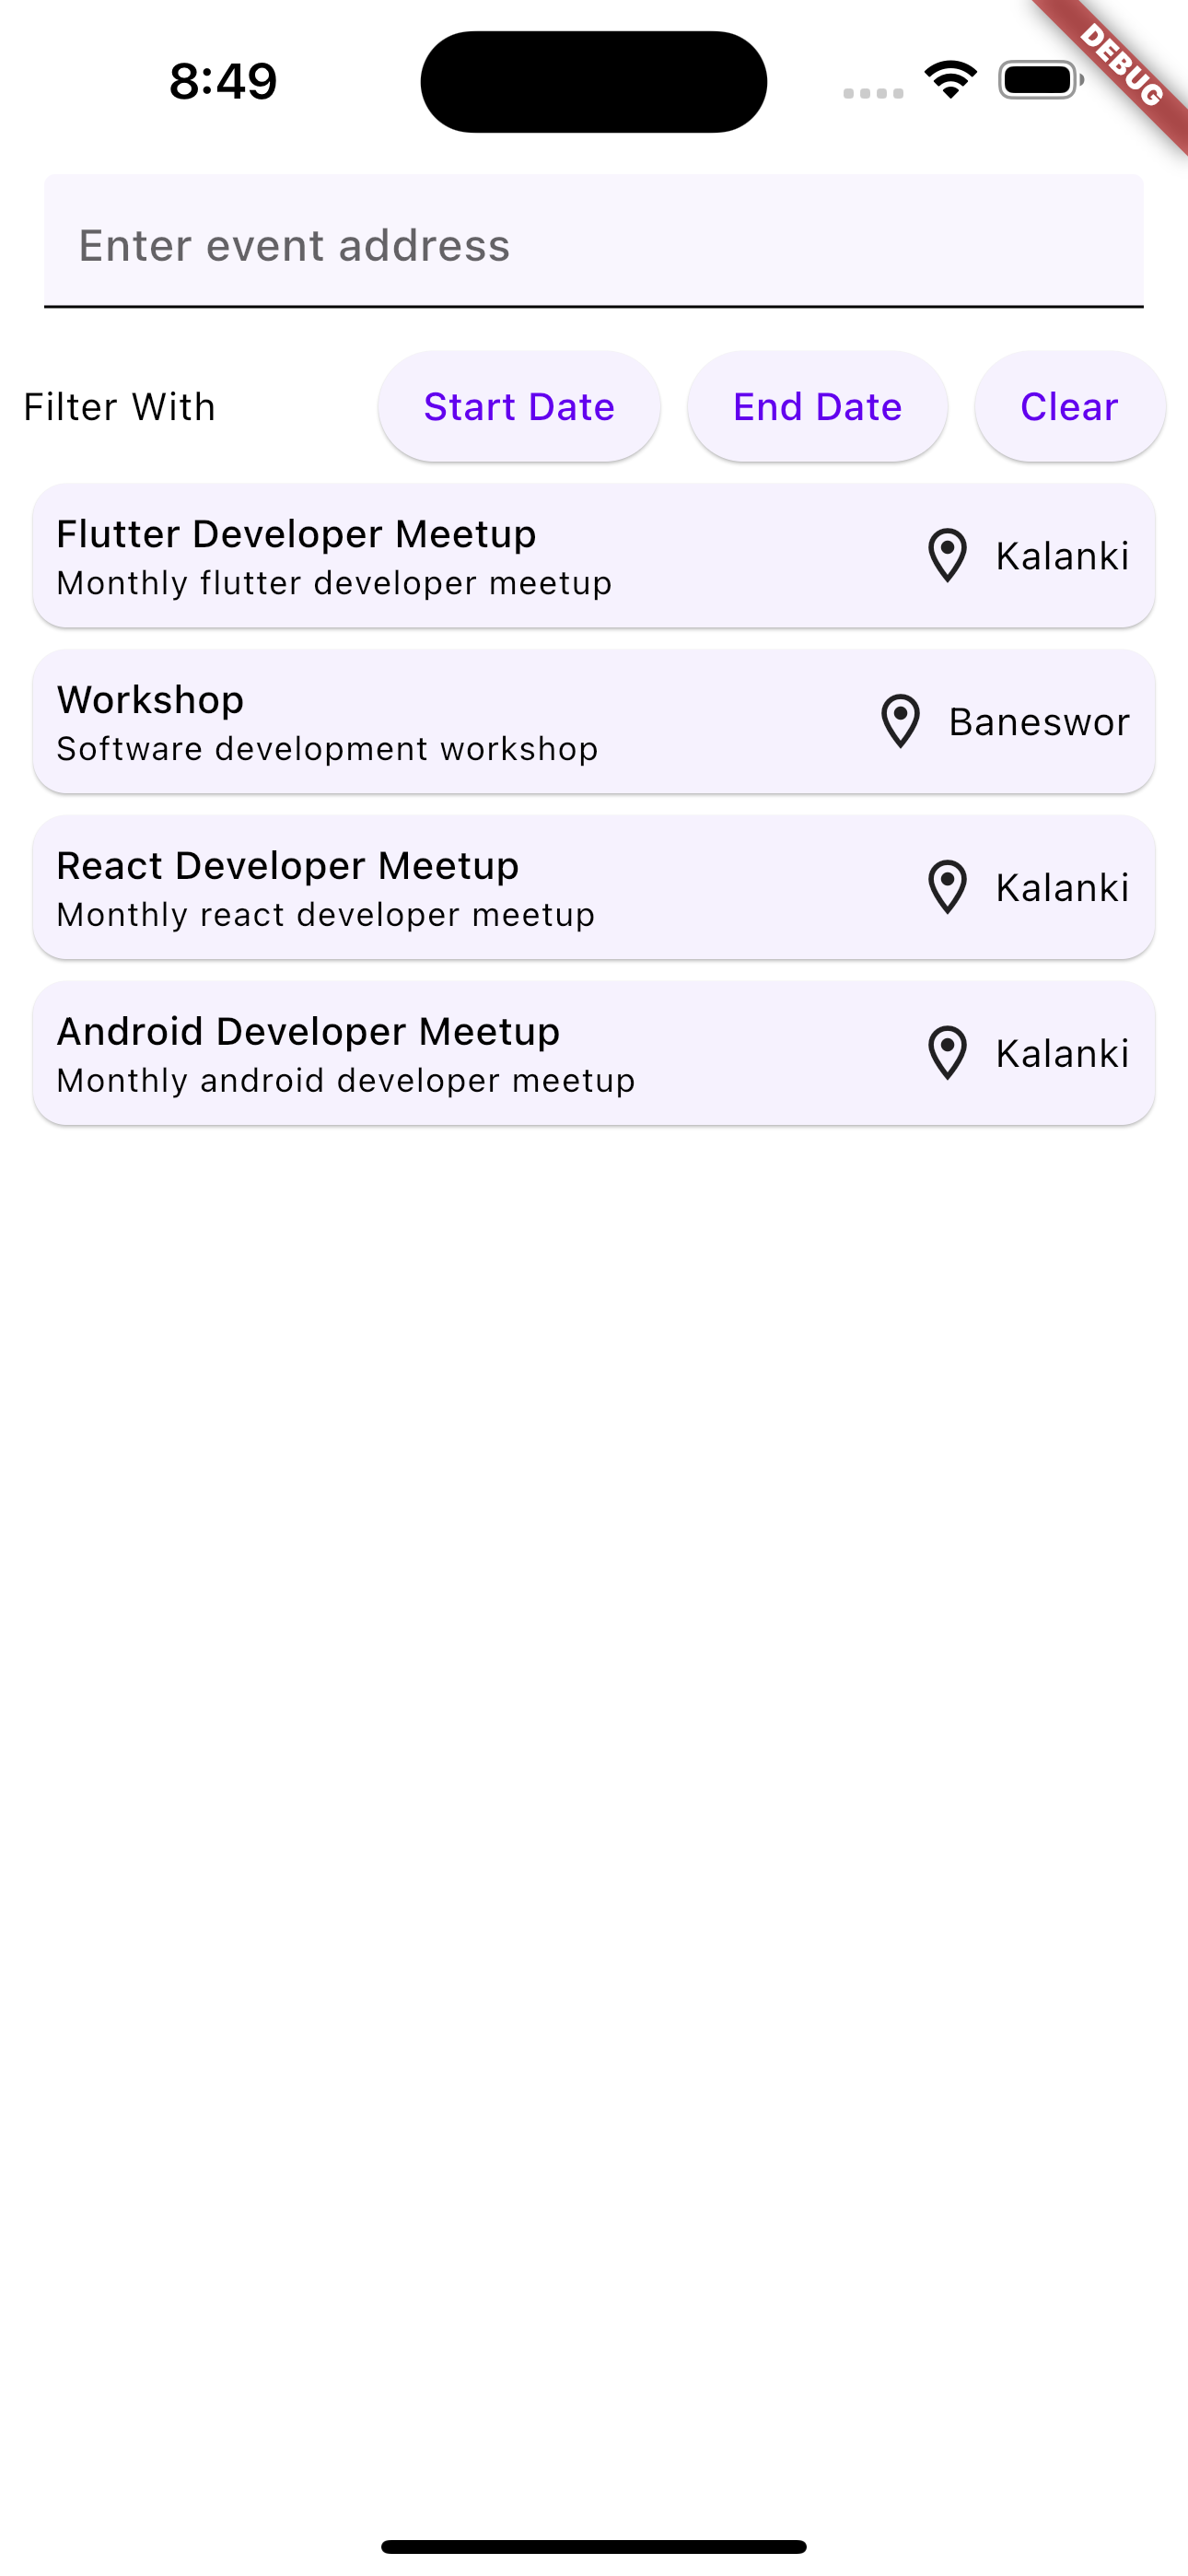 8:49
DEBUG
Enter event address
Filter With
Start Date
End Date
Clear
Flutter Developer Meetup
Monthly flutter developer meetup
Kalanki
Workshop
Software development workshop
Baneswor
React Developer Meetup
Monthly react developer meetup
Kalanki
Android Developer Meetup
Monthly android developer meetup
Kalanki